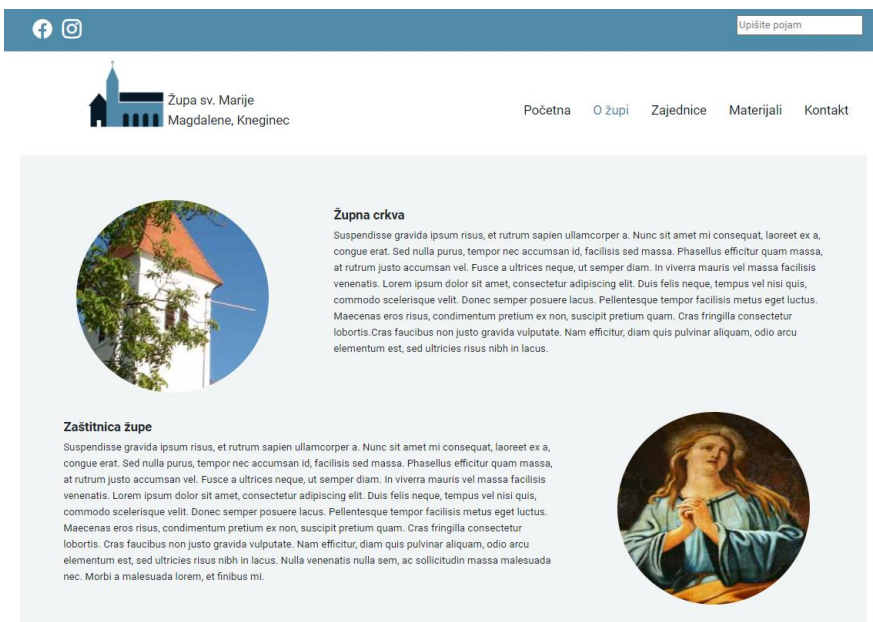 Upišite pojam
Župa sv. Marije
Magdalene, Kneginec
Početna O župi Zajednice Materijali Kontakt
Župna crkva
Suspendisse gravida ipsum risus, et rutrum sapien ullamcorper a. Nunc sit amet mi consequat, laoreet ex a,
congue erat. Sed nulla purus, tempor nec accumsan id, facilisis sed massa. Phasellus efficitur quam massa,
at rutrum justo accumsan vel. Fusce a ultrices neque, ut semper diam. In viverra mauris vel massa facilisis
venenatis. Lorem ipsum dolor sit amet, consectetur adipiscing elit. Duis felis neque, tempus vel nisi quis,
commodo scelerisque velit. Donec semper posuere lacus. Pellentesque tempor facilisis metus eget luctus.
Maecenas eros risus, condimentum pretium ex non, suscipit pretium quam. Cras fringilla consectetur
lobortis.Cras faucibus non justo gravida vulputate. Nam efficitur, diam quis pulvinar aliquam, odio arcu
elementum est, sed ultricies risus nibh in lacus.
Zaštitnica župe
Suspendisse gravida ipsum risus, et rutrum sapien ullamcorper a. Nunc sit amet mi consequat, laoreet ex a,
congue erat. Sed nulla purus, tempor nec accumsan id, facilisis sed massa. Phasellus efficitur quam massa,
at rutrum justo accumsan vel. Fusce a ultrices neque, ut semper diam. In viverra mauris vel massa facilisis
venenatis. Lorem ipsum dolor sit amet, consectetur adipiscing elit. Duis felis neque, tempus vel nisi quis,
commodo scelerisque velit. Donec semper posuere lacus. Pellentesque tempor facilisis metus eget luctus.
Maecenas eros risus, condimentum pretium ex non, suscipit pretium quam. Cras fringilla consectetur
lobortis. Cras faucibus non justo gravida vulputate. Nam efficitur, diam quis pulvinar aliquam, odio arcu
elementum est, sed ultricies risus nibh in lacus. Nulla venenatis nulla sem, ac sollicitudin massa malesuada
nec. Morbi a malesuada lorem, et finibus mi.